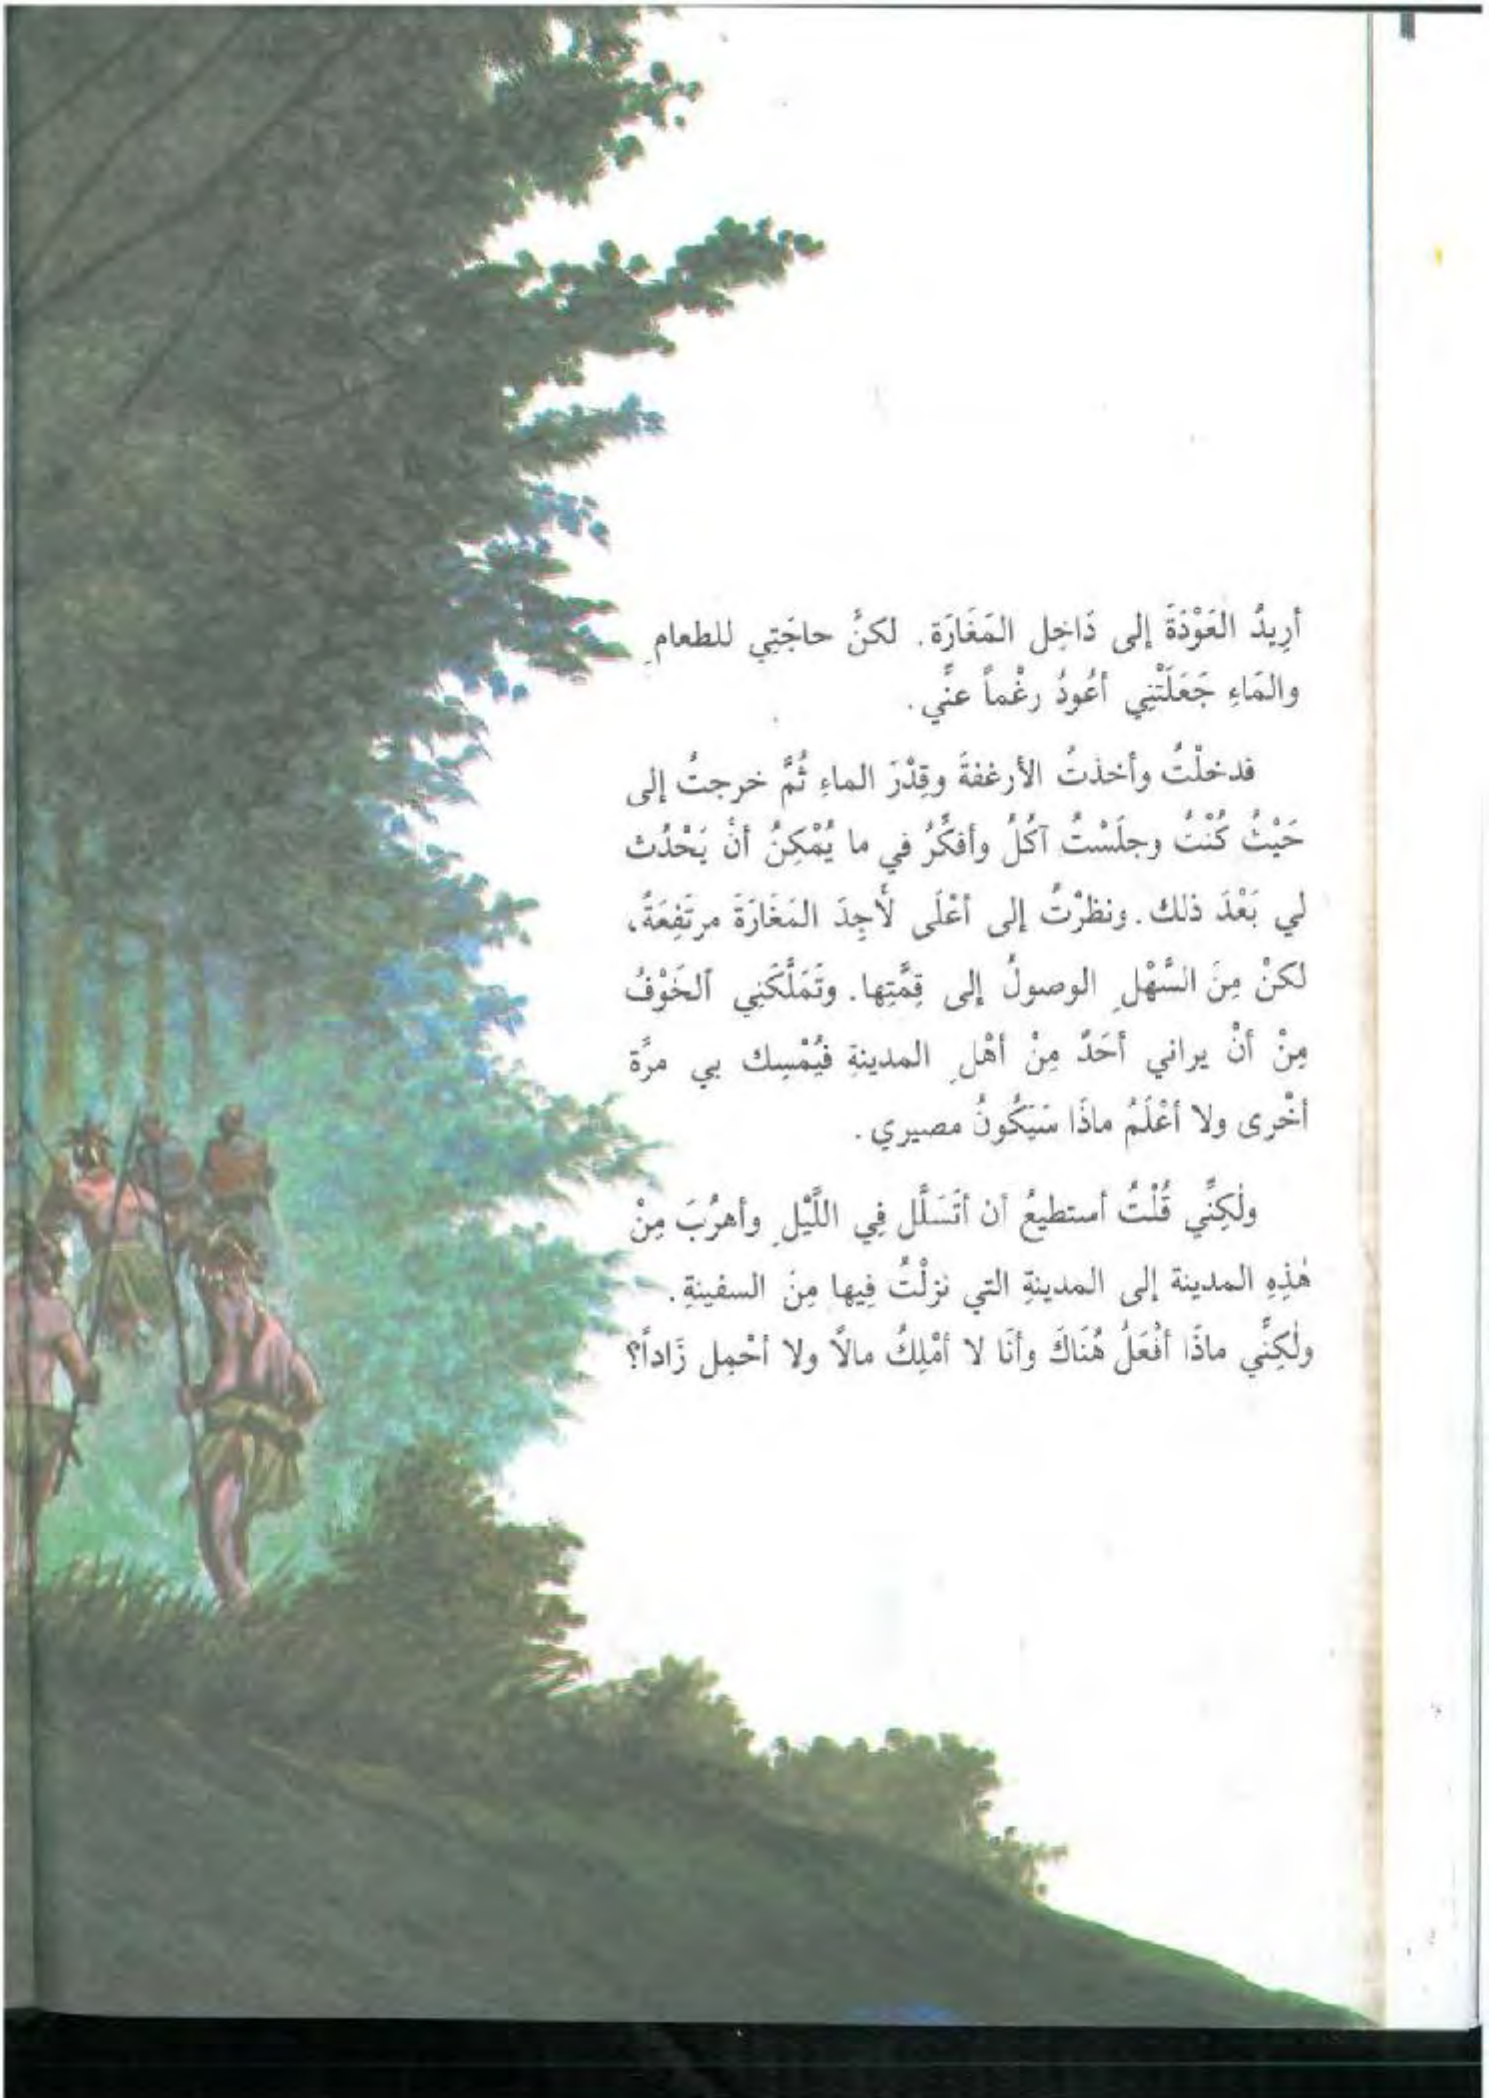 أرِيدُ العَوْدَةَ إلى دَاخِل المَغَارَة. لكنَّ حاجَتِي للطعام ِ
والمَاءِ جَعَلَتْنِي أعُودُ رغْماً عنِّي.
فدخلْتُ وأخذتُ الأرغفةَ وقِدْرَ الماءِ ثُمَّ خرجتُ إلى
حَيْثُ كُنْتُ وجلَسْتُ آكُلُ وأفكِّرُ في ما يُمْكِنُ أنْ يَحْدُث
لي بَعْدَ ذلك. ونظرْتُ إلى أعْلَى لأَجِدَ المَغَارَةَ مرتَفِعَةً،
لكنْ مِنَ السَّهْلِ الوصولُ إلى قِمَّتِها. وتَمَلَّكَنِي ٱلخَوْفُ
مِنْ أنْ يراني أحَدٌ مِنْ أهْلِ المدينةِ فيُمْسِك بي مرَّة
أخْرى ولا أعْلَمُ ماذَا سَيَكُونُ مصيري.
ولٰكِنِّي قُلْتُ أستطيعُ أن أتَسَلَّل فِي اللَّيْلِ وأهرُبَ مِنْ
هٰذِهِ المدينة إلى المدينةِ التي نزلْتُ فِيها مِنَ السفينةِ.
ولٰكِنِّي ماذَا أفْعَلُ هُنَاكَ وأنَا لا أمْلِكُ مالاً ولا أحْمِل زَاداً؟